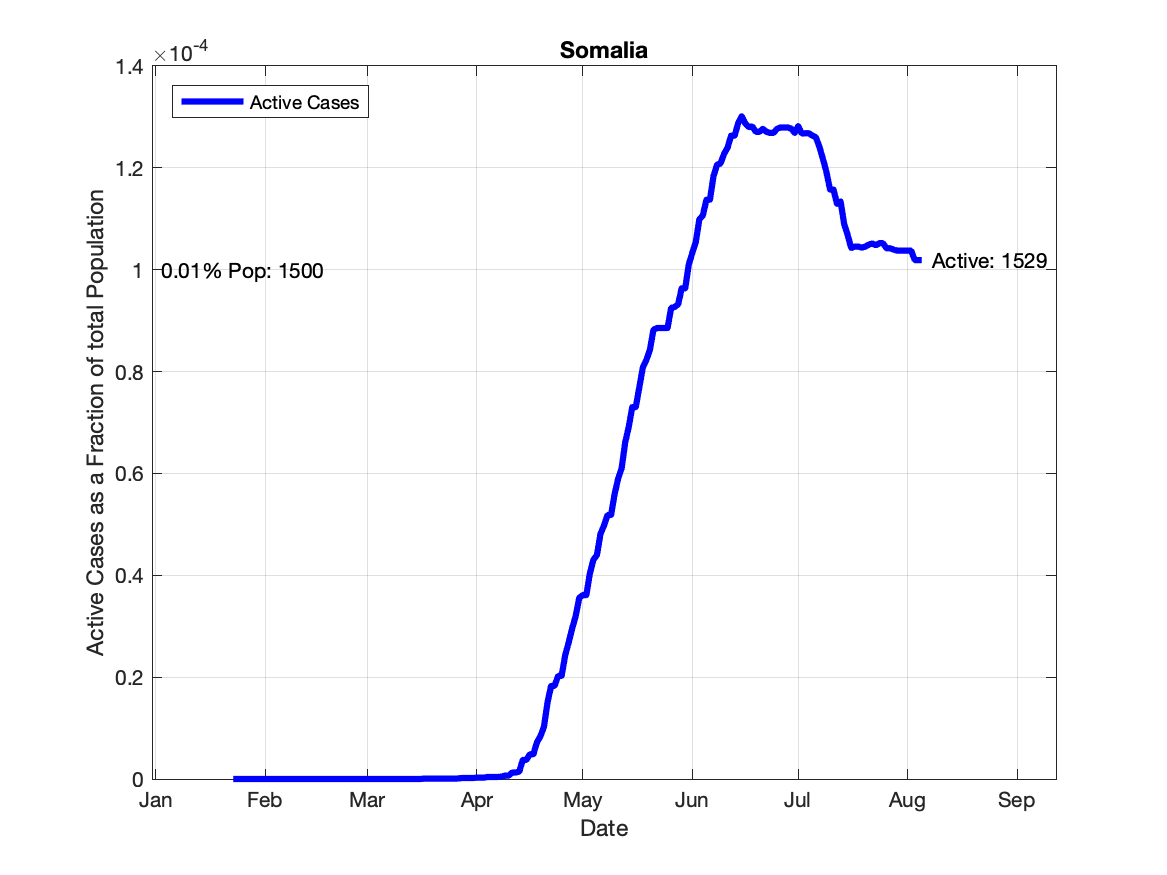 Somalia
×10-4
1.4
1.2
1
0.8
0.6
0.4
0.2
0
Active Cases
0.01% Pop: 1500
Active: 1529
Active Cases as a Fraction of total Population
Jan Feb Mar Apr May Jun Jul Aug Sep
Date